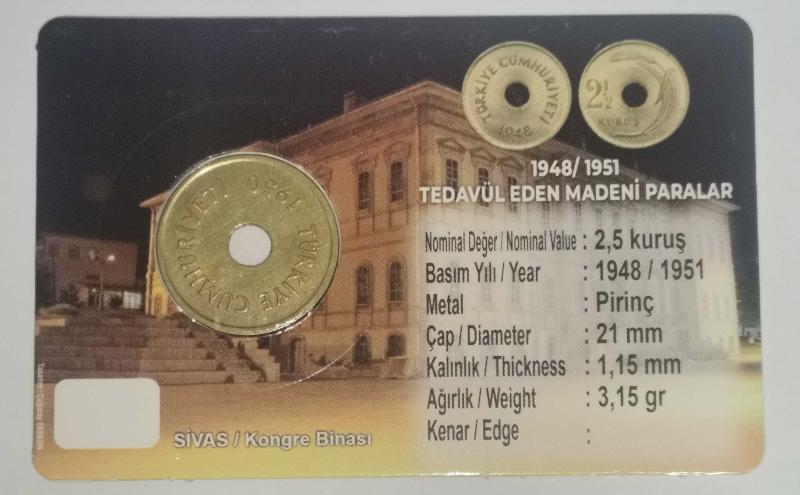 TÜRKİYE CUMHURİYETİ
1948
2½
KURUŞ
1948/ 1951
TEDAVÜL EDEN MADENİ PARALAR
TÜRKİYE CUMHURİYETİ 1950
Nominal Değer / Nominal Value : 2,5 kuruş
Basım Yılı / Year : 1948 / 1951
Metal : Pirinç
Çap / Diameter : 21 mm
Kalınlık / Thickness : 1,15 mm
Ağırlık / Weight : 3,15 gr
Kenar / Edge :
SİVAS / Kongre Binası